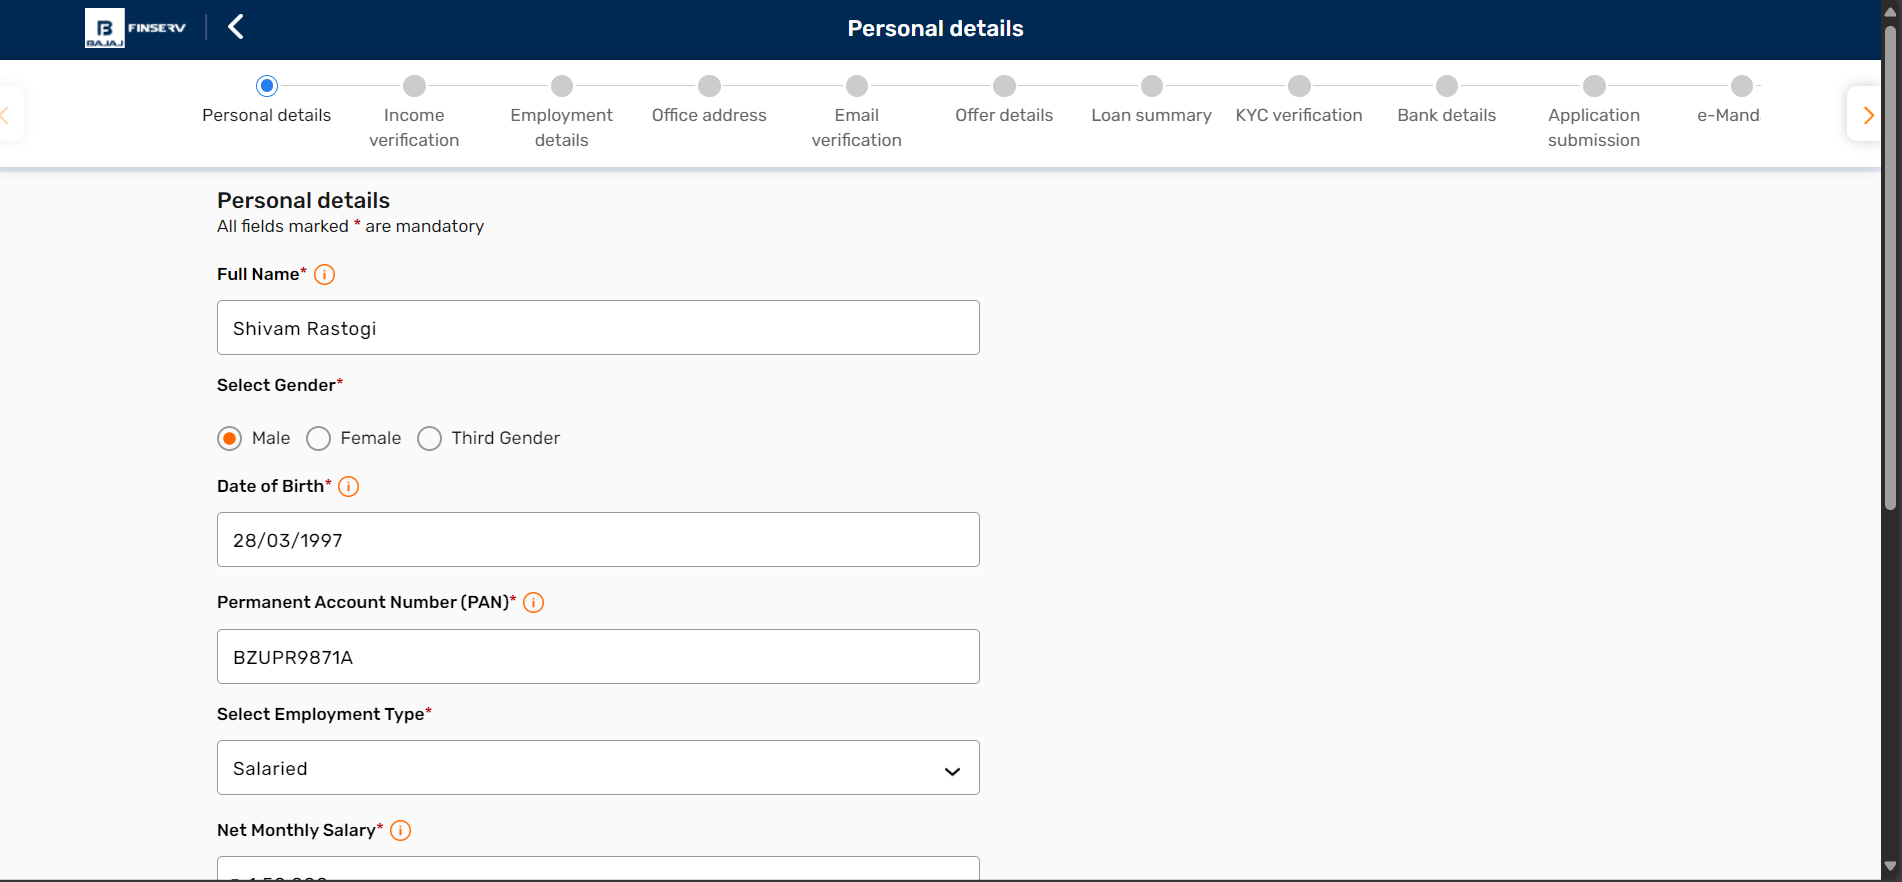 B
BAJAJ
FINSERV
Personal details
Personal details
Income verification
Employment details
Office address
Email verification
Offer details
Loan summary
KYC verification
Bank details
Application submission
e-Mand
Personal details
All fields marked * are mandatory
Full Name*
Shivam Rastogi
Select Gender*
Male Female Third Gender
Date of Birth*
28/03/1997
Permanent Account Number (PAN)*
BZUPR9871A
Select Employment Type*
Salaried
Net Monthly Salary*